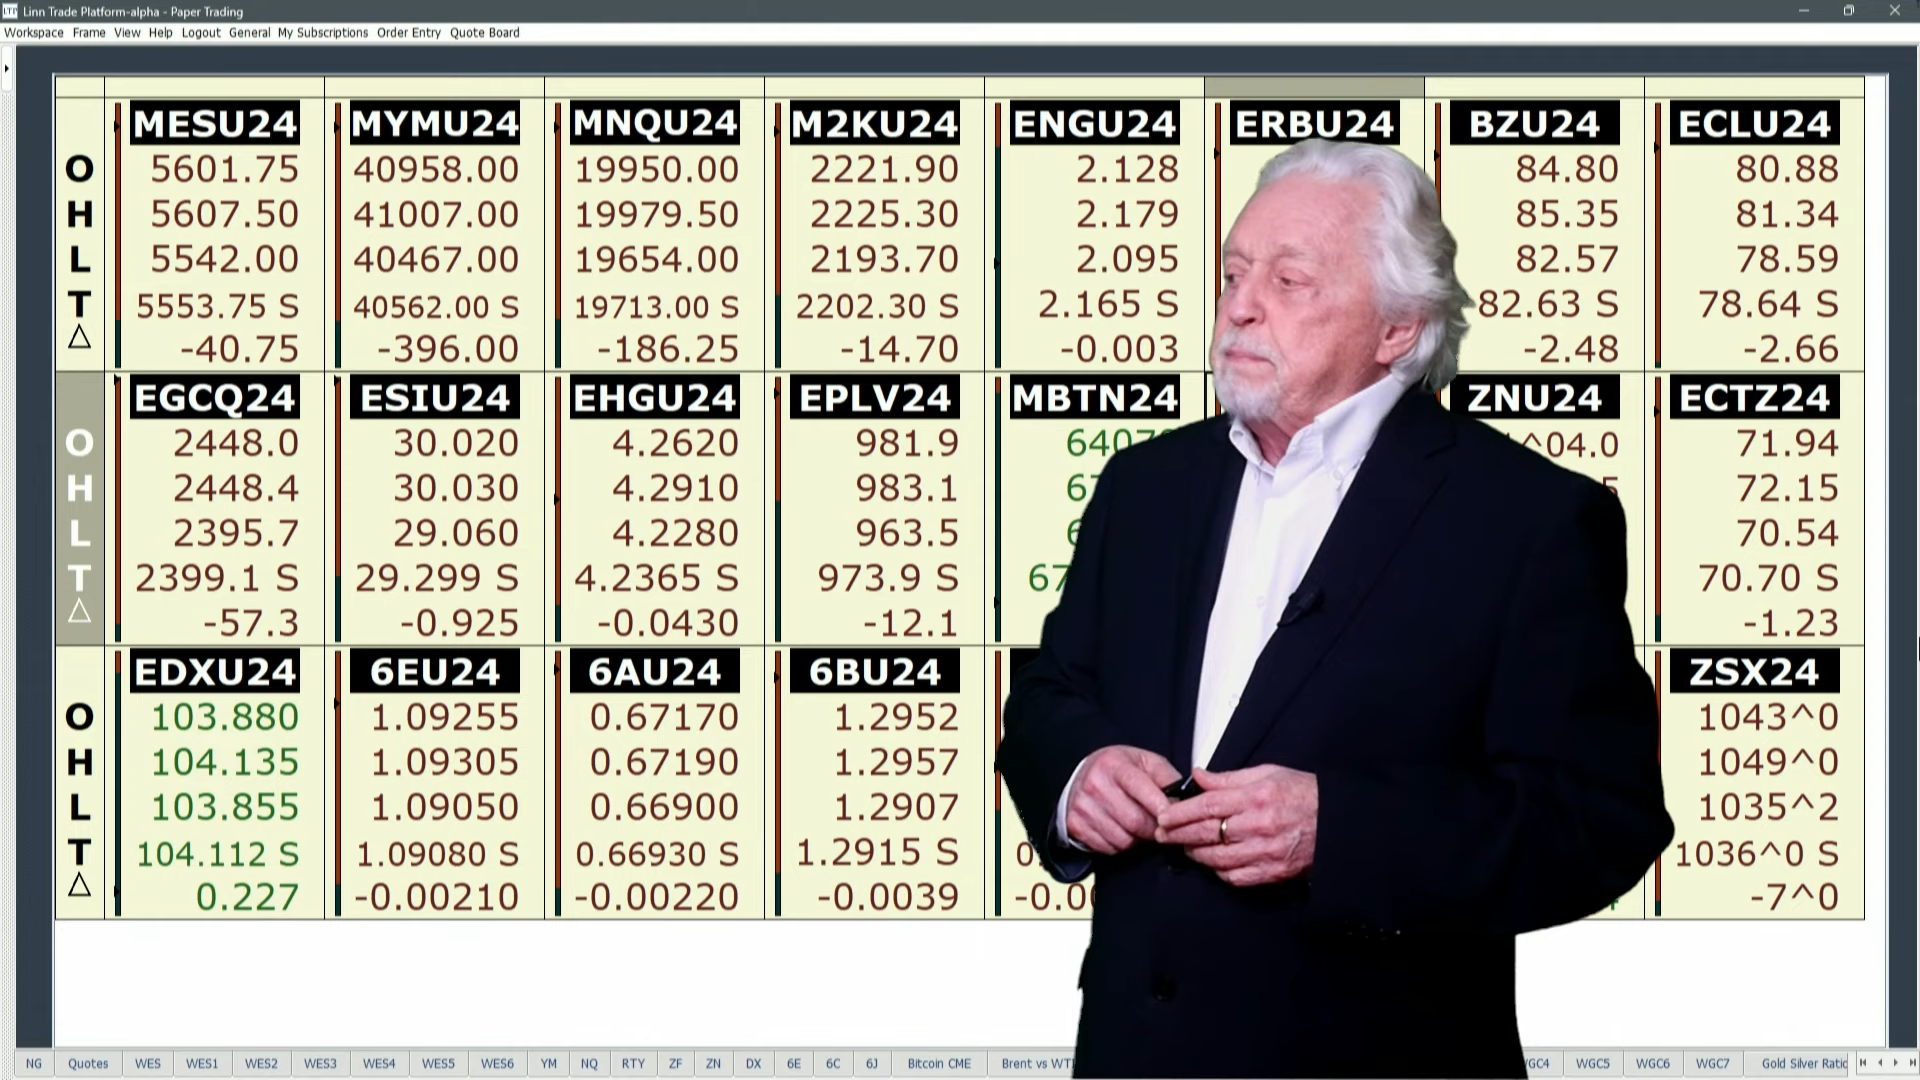 LTP Linn Trade Platform-alpha - Paper Trading
Workspace Frame View Help Logout General My Subscriptions Order Entry Quote Board
MESU24 MYMU24 MNQU24 M2KU24 ENGU24 ERBU24 BZU24 ECLU24
O 5601.75 40958.00 19950.00 2221.90 2.128 84.80 80.88
H 5607.50 41007.00 19979.50 2225.30 2.179 85.35 81.34
L 5542.00 40467.00 19654.00 2193.70 2.095 82.57 78.59
T 5553.75 S 40562.00 S 19713.00 S 2202.30 S 2.165 S 82.63 S 78.64 S
△ -40.75 -396.00 -186.25 -14.70 -0.003 -2.48 -2.66
EGCQ24 ESIU24 EHGU24 EPLV24 MBTN24 ZNU24 ECTZ24
O 2448.0 30.020 4.2620 981.9 ^04.0 71.94
H 2448.4 30.030 4.2910 983.1 72.15
L 2395.7 29.060 4.2280 963.5 70.54
T 2399.1 S 29.299 S 4.2365 S 973.9 S 70.70 S
△ -57.3 -0.925 -0.0430 -12.1 -1.23
EDXU24 6EU24 6AU24 6BU24 ZSX24
O 103.880 1.09255 0.67170 1.2952 1043^0
H 104.135 1.09305 0.67190 1.2957 1049^0
L 103.855 1.09050 0.66900 1.2907 1035^2
T 104.112 S 1.09080 S 0.66930 S 1.2915 S 1036^0 S
△ 0.227 -0.00210 -0.00220 -0.0039 -7^0
NG Quotes WES WES1 WES2 WES3 WES4 WES5 WES6 YM NQ RTY ZF ZN DX 6E 6C 6J Bitcoin CME Brent vs WT GC4 WGC5 WGC6 WGC7 Gold Silver Ratio